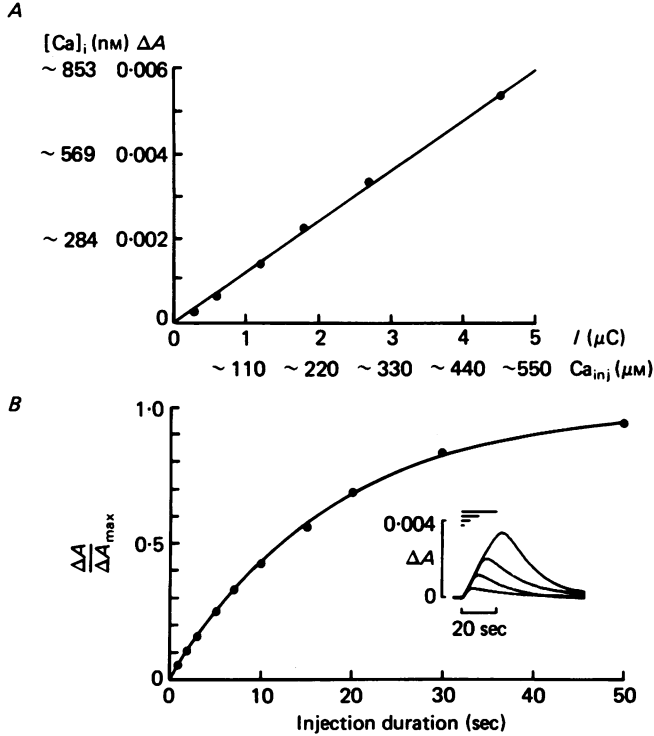 A
[Ca]i (nM) ΔA
~ 853 0·006
~ 569 0·004
~ 284 0·002
0
0 1 2 3 4 5 I (μC)
~ 110 ~ 220 ~ 330 ~ 440 ~550 Cainj (μM)
B
1·0
0·5
0
ΔA
ΔAmax
0·004
ΔA
0
20 sec
0 10 20 30 40 50
Injection duration (sec)